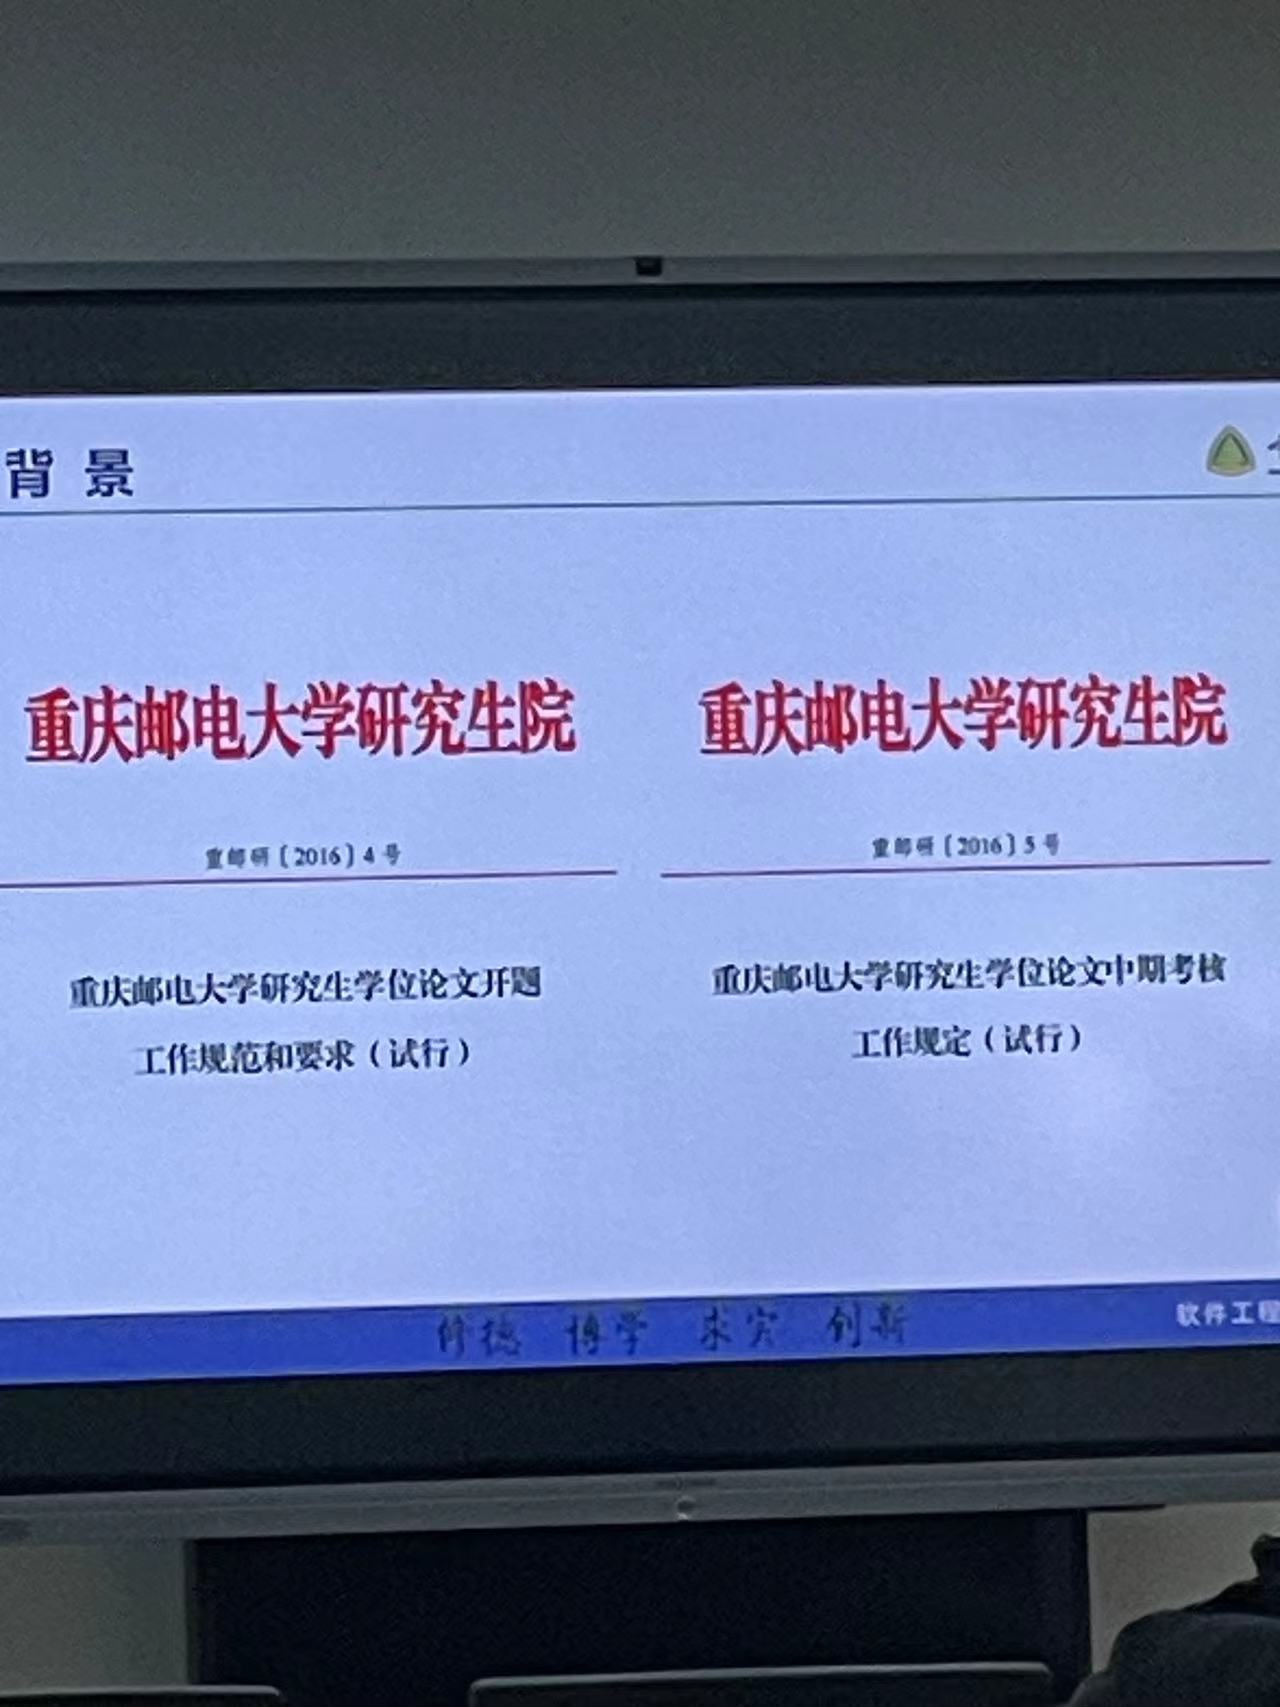 背景
重庆邮电大学研究生院
重邮研〔2016〕4号
重庆邮电大学研究生学位论文开题
工作规范和要求（试行）
重庆邮电大学研究生院
重邮研〔2016〕5号
重庆邮电大学研究生学位论文中期考核
工作规定（试行）
修德 博学 求实 创新
软件工程